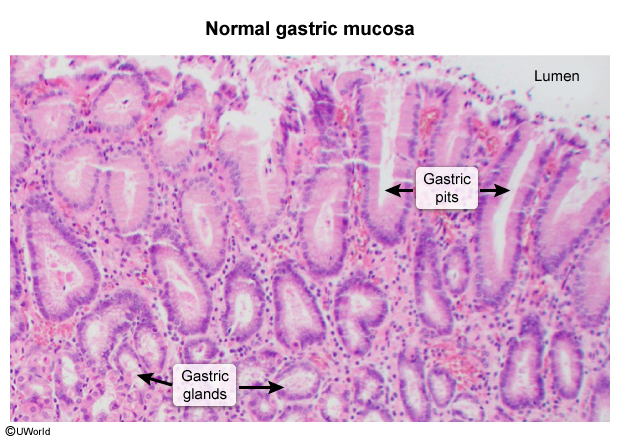 Normal gastric mucosa
Lumen
Gastric
pits
Gastric
glands
©UWorld